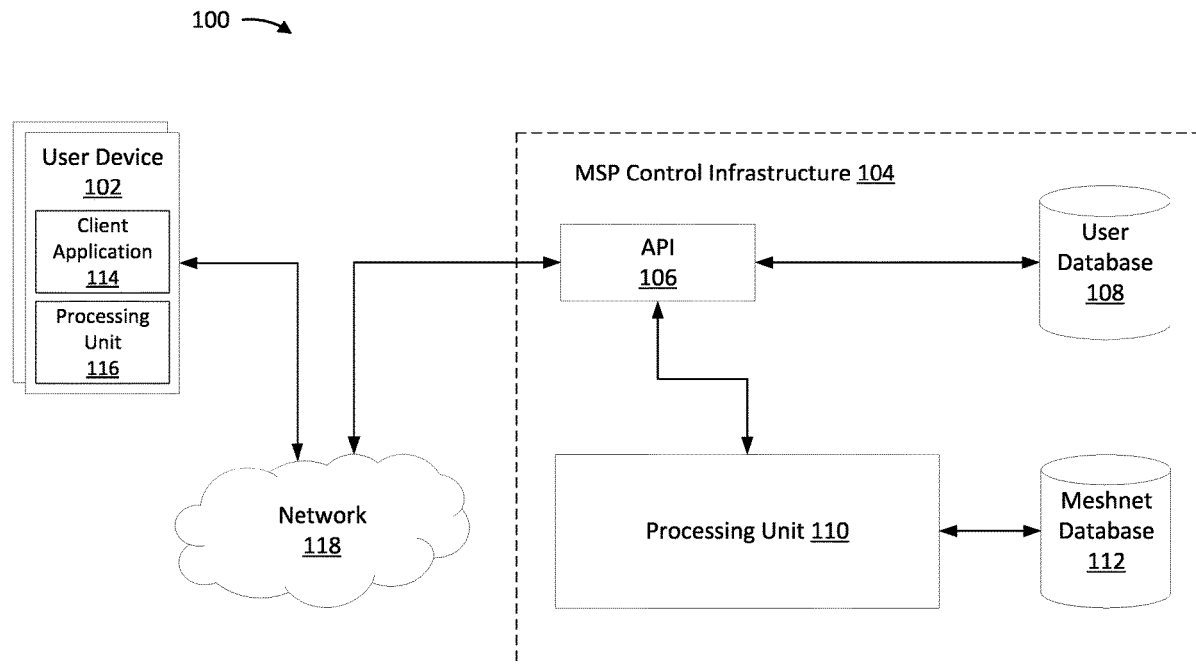 100
User Device
102
Client
Application
114
Processing
Unit
116
Network
118
MSP Control Infrastructure 104
API
106
User
Database
108
Processing Unit 110
Meshnet
Database
112